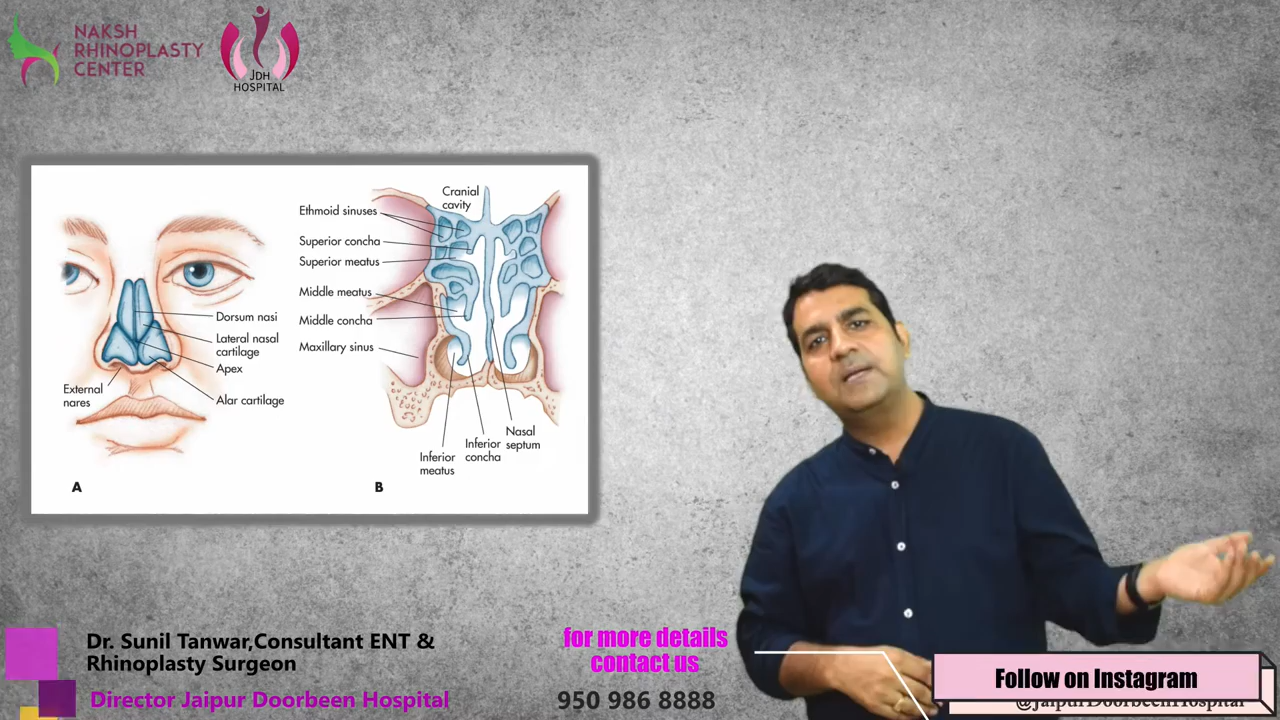 NAKSH
RHINOPLASTY
CENTER
JDH
HOSPITAL
Cranial
cavity
Ethmoid sinuses
Superior concha
Superior meatus
Middle meatus
Middle concha
Maxillary sinus
Dorsum nasi
Lateral nasal
cartilage
Apex
External
nares
Alar cartilage
Nasal
septum
Inferior
concha
Inferior
meatus
A
B
Dr. Sunil Tanwar,Consultant ENT &
Rhinoplasty Surgeon
Director Jaipur Doorbeen Hospital
for more details
contact us
950 986 8888
Follow on Instagram
@JaipurDoorbeenHospital